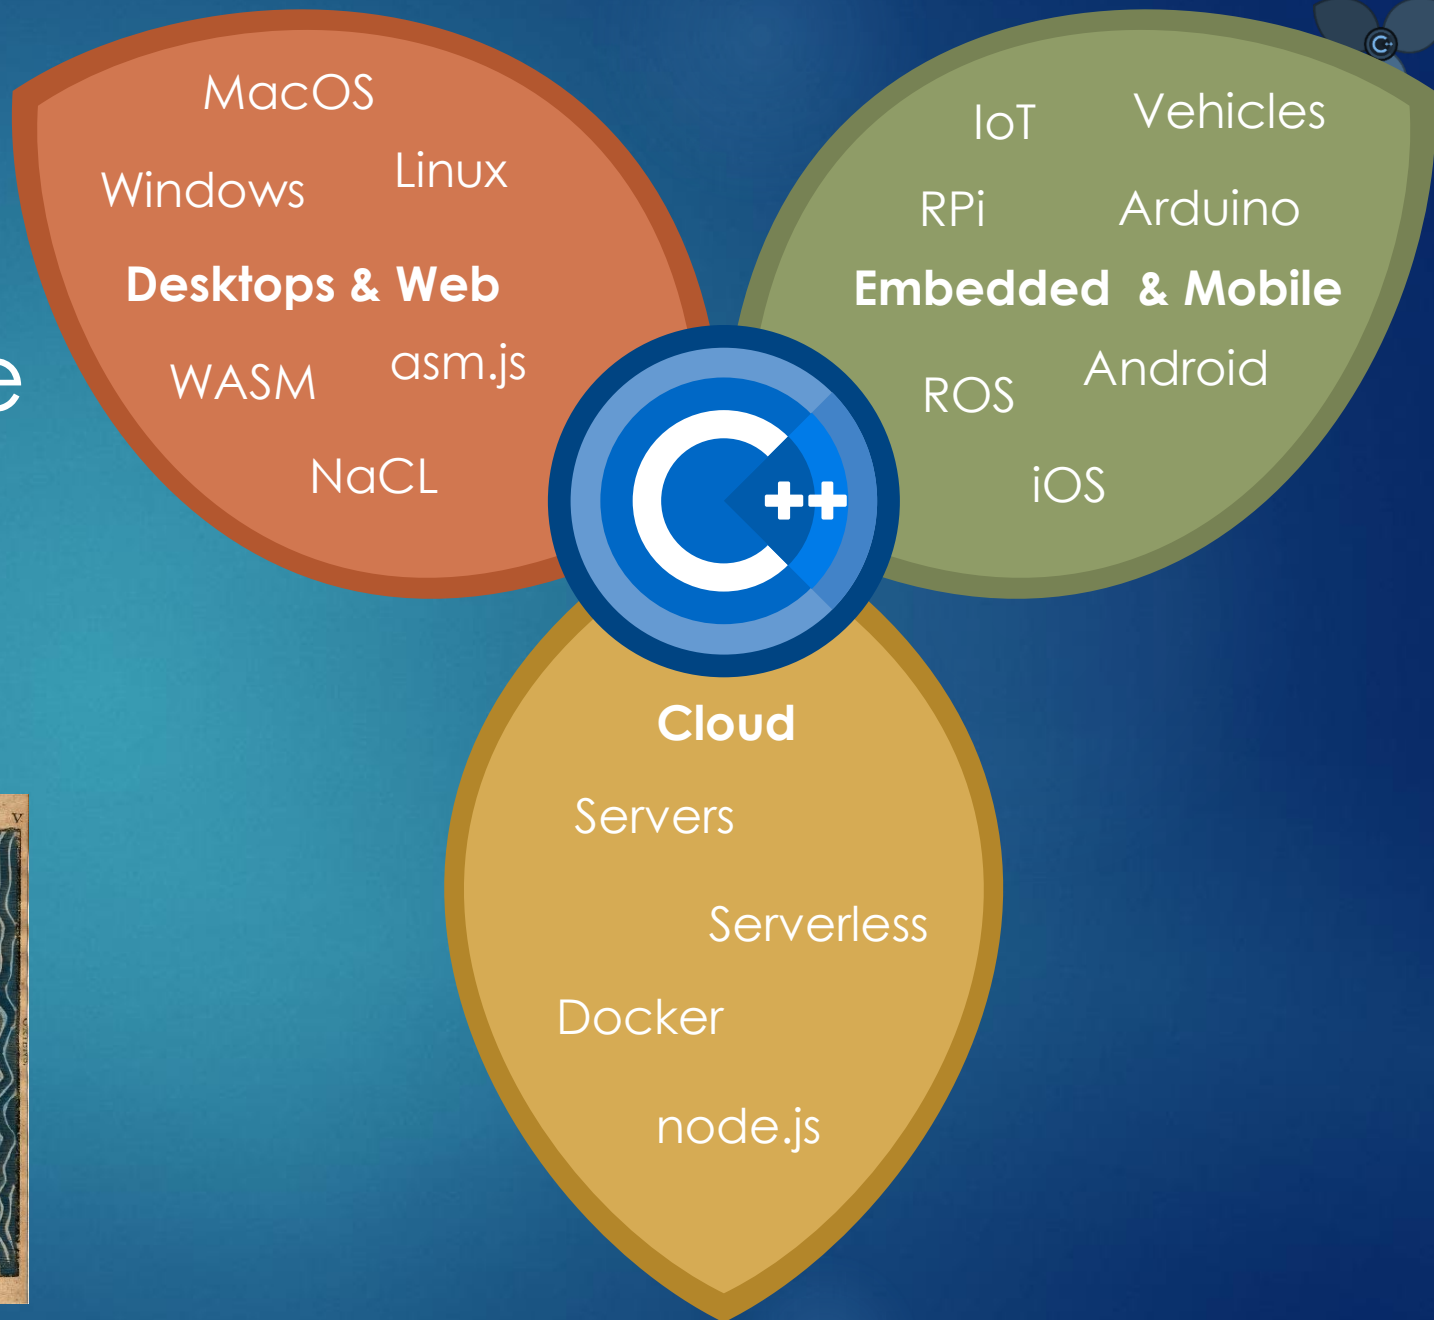 MacOS
Windows
Linux
Desktops & Web
WASM
asm.js
NaCL
IoT
Vehicles
RPi
Arduino
Embedded & Mobile
ROS
Android
iOS
e
C++
C++
Cloud
Servers
Serverless
Docker
node.js
V